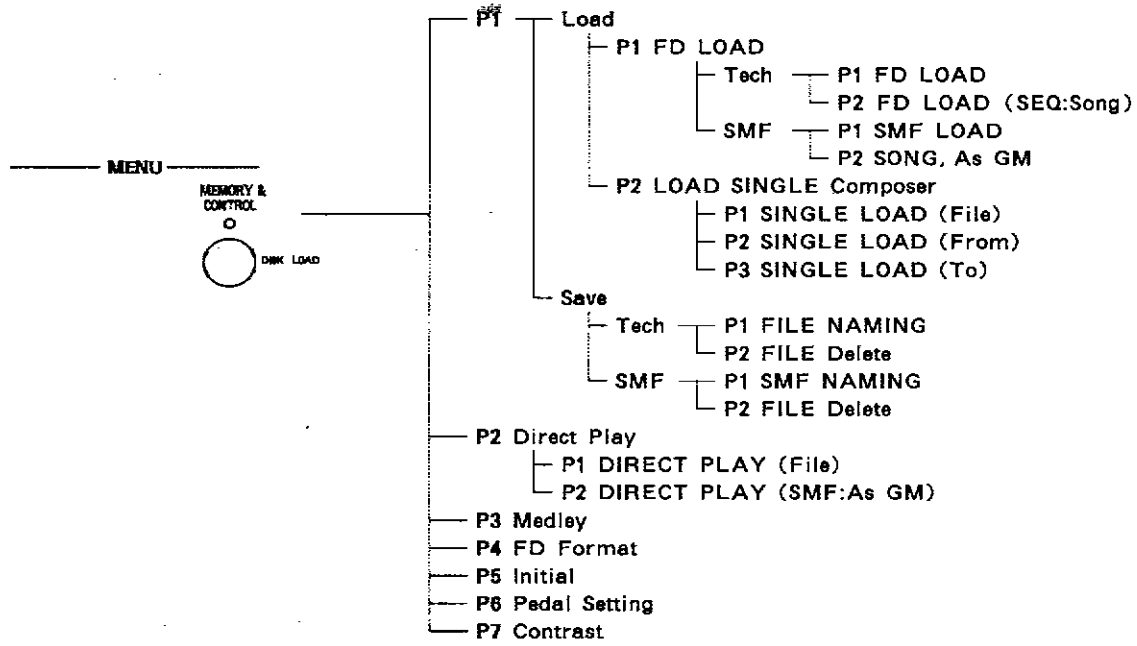 P1 Load
P1 FD LOAD
Tech P1 FD LOAD
P2 FD LOAD (SEQ:Song)
SMF P1 SMF LOAD
P2 SONG, As GM
MENU
MEMORY & CONTROL
DISK LOAD
P2 LOAD SINGLE Composer
P1 SINGLE LOAD (File)
P2 SINGLE LOAD (From)
P3 SINGLE LOAD (To)
Save
Tech P1 FILE NAMING
P2 FILE Delete
SMF P1 SMF NAMING
P2 FILE Delete
P2 Direct Play
P1 DIRECT PLAY (File)
P2 DIRECT PLAY (SMF:As GM)
P3 Medley
P4 FD Format
P5 Initial
P6 Pedal Setting
P7 Contrast